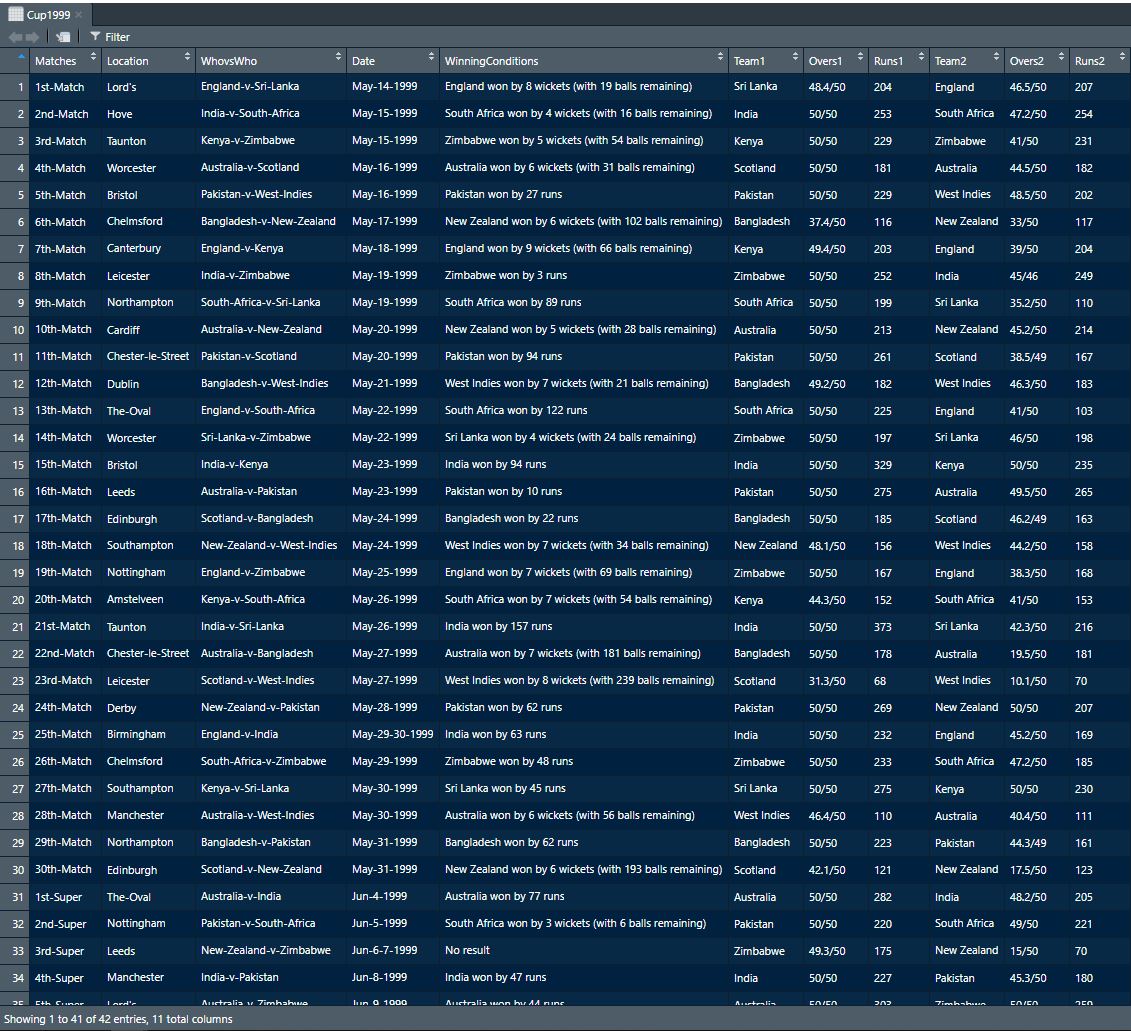 Cup1999
Filter
Matches Location WhovsWho Date WinningConditions Team1 Overs1 Runs1 Team2 Overs2 Runs2
1 1st-Match Lord's England-v-Sri-Lanka May-14-1999 England won by 8 wickets (with 19 balls remaining) Sri Lanka 48.4/50 204 England 46.5/50 207
2 2nd-Match Hove India-v-South-Africa May-15-1999 South Africa won by 4 wickets (with 16 balls remaining) India 50/50 253 South Africa 47.2/50 254
3 3rd-Match Taunton Kenya-v-Zimbabwe May-15-1999 Zimbabwe won by 5 wickets (with 54 balls remaining) Kenya 50/50 229 Zimbabwe 41/50 231
4 4th-Match Worcester Australia-v-Scotland May-16-1999 Australia won by 6 wickets (with 31 balls remaining) Scotland 50/50 181 Australia 44.5/50 182
5 5th-Match Bristol Pakistan-v-West-Indies May-16-1999 Pakistan won by 27 runs Pakistan 50/50 229 West Indies 48.5/50 202
6 6th-Match Chelmsford Bangladesh-v-New-Zealand May-17-1999 New Zealand won by 6 wickets (with 102 balls remaining) Bangladesh 37.4/50 116 New Zealand 33/50 117
7 7th-Match Canterbury England-v-Kenya May-18-1999 England won by 9 wickets (with 66 balls remaining) Kenya 49.4/50 203 England 39/50 204
8 8th-Match Leicester India-v-Zimbabwe May-19-1999 Zimbabwe won by 3 runs Zimbabwe 50/50 252 India 45/46 249
9 9th-Match Northampton South-Africa-v-Sri-Lanka May-19-1999 South Africa won by 89 runs South Africa 50/50 199 Sri Lanka 35.2/50 110
10 10th-Match Cardiff Australia-v-New-Zealand May-20-1999 New Zealand won by 5 wickets (with 28 balls remaining) Australia 50/50 213 New Zealand 45.2/50 214
11 11th-Match Chester-le-Street Pakistan-v-Scotland May-20-1999 Pakistan won by 94 runs Pakistan 50/50 261 Scotland 38.5/49 167
12 12th-Match Dublin Bangladesh-v-West-Indies May-21-1999 West Indies won by 7 wickets (with 21 balls remaining) Bangladesh 49.2/50 182 West Indies 46.3/50 183
13 13th-Match The-Oval England-v-South-Africa May-22-1999 South Africa won by 122 runs South Africa 50/50 225 England 41/50 103
14 14th-Match Worcester Sri-Lanka-v-Zimbabwe May-22-1999 Sri Lanka won by 4 wickets (with 24 balls remaining) Zimbabwe 50/50 197 Sri Lanka 46/50 198
15 15th-Match Bristol India-v-Kenya May-23-1999 India won by 94 runs India 50/50 329 Kenya 50/50 235
16 16th-Match Leeds Australia-v-Pakistan May-23-1999 Pakistan won by 10 runs Pakistan 50/50 275 Australia 49.5/50 265
17 17th-Match Edinburgh Scotland-v-Bangladesh May-24-1999 Bangladesh won by 22 runs Bangladesh 50/50 185 Scotland 46.2/49 163
18 18th-Match Southampton New-Zealand-v-West-Indies May-24-1999 West Indies won by 7 wickets (with 34 balls remaining) New Zealand 48.1/50 156 West Indies 44.2/50 158
19 19th-Match Nottingham England-v-Zimbabwe May-25-1999 England won by 7 wickets (with 69 balls remaining) Zimbabwe 50/50 167 England 38.3/50 168
20 20th-Match Amstelveen Kenya-v-South-Africa May-26-1999 South Africa won by 7 wickets (with 54 balls remaining) Kenya 44.3/50 152 South Africa 41/50 153
21 21st-Match Taunton India-v-Sri-Lanka May-26-1999 India won by 157 runs India 50/50 373 Sri Lanka 42.3/50 216
22 22nd-Match Chester-le-Street Australia-v-Bangladesh May-27-1999 Australia won by 7 wickets (with 181 balls remaining) Bangladesh 50/50 178 Australia 19.5/50 181
23 23rd-Match Leicester Scotland-v-West-Indies May-27-1999 West Indies won by 8 wickets (with 239 balls remaining) Scotland 31.3/50 68 West Indies 10.1/50 70
24 24th-Match Derby New-Zealand-v-Pakistan May-28-1999 Pakistan won by 62 runs Pakistan 50/50 269 New Zealand 50/50 207
25 25th-Match Birmingham England-v-India May-29-30-1999 India won by 63 runs India 50/50 232 England 45.2/50 169
26 26th-Match Chelmsford South-Africa-v-Zimbabwe May-29-1999 Zimbabwe won by 48 runs Zimbabwe 50/50 233 South Africa 47.2/50 185
27 27th-Match Southampton Kenya-v-Sri-Lanka May-30-1999 Sri Lanka won by 45 runs Sri Lanka 50/50 275 Kenya 50/50 230
28 28th-Match Manchester Australia-v-West-Indies May-30-1999 Australia won by 6 wickets (with 56 balls remaining) West Indies 46.4/50 110 Australia 40.4/50 111
29 29th-Match Northampton Bangladesh-v-Pakistan May-31-1999 Bangladesh won by 62 runs Bangladesh 50/50 223 Pakistan 44.3/49 161
30 30th-Match Edinburgh Scotland-v-New-Zealand May-31-1999 New Zealand won by 6 wickets (with 193 balls remaining) Scotland 42.1/50 121 New Zealand 17.5/50 123
31 1st-Super The-Oval Australia-v-India Jun-4-1999 Australia won by 77 runs Australia 50/50 282 India 48.2/50 205
32 2nd-Super Nottingham Pakistan-v-South-Africa Jun-5-1999 South Africa won by 3 wickets (with 6 balls remaining) Pakistan 50/50 220 South Africa 49/50 221
33 3rd-Super Leeds New-Zealand-v-Zimbabwe Jun-6-7-1999 No result Zimbabwe 49.3/50 175 New Zealand 15/50 70
34 4th-Super Manchester India-v-Pakistan Jun-8-1999 India won by 47 runs India 50/50 227 Pakistan 45.3/50 180
35 5th-Super Lord's Australia-v-Zimbabwe Jun-9-1999 Australia won by 44 runs Australia 50/50 303 Zimbabwe 50/50 259
Showing 1 to 41 of 42 entries, 11 total columns